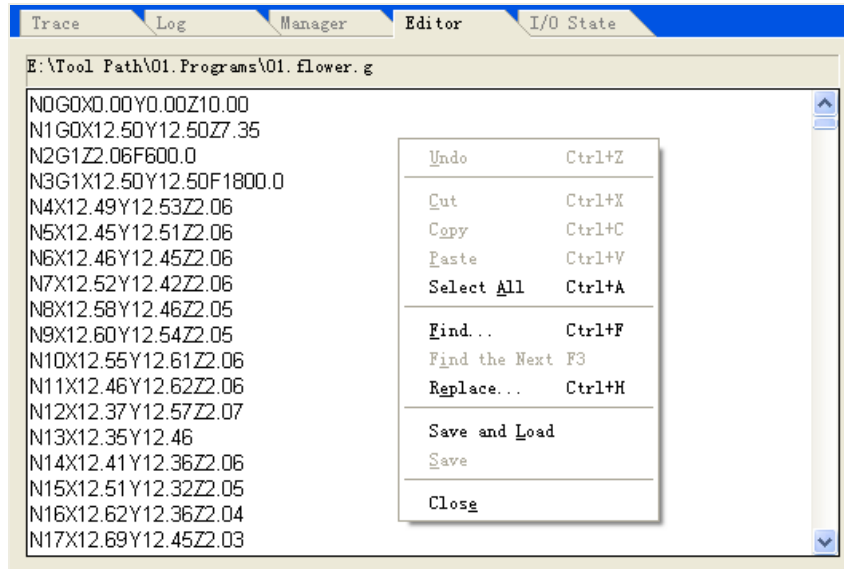 Trace Log Manager Editor I/O State
E:\Tool Path\01.Programs\01.flower.g
N0G0X0.00Y0.00Z10.00
N1G0X12.50Y12.50Z7.35
N2G1Z2.06F600.0
N3G1X12.50Y12.50F1800.0
N4X12.49Y12.53Z2.06
N5X12.45Y12.51Z2.06
N6X12.46Y12.45Z2.06
N7X12.52Y12.42Z2.06
N8X12.58Y12.46Z2.05
N9X12.60Y12.54Z2.05
N10X12.55Y12.61Z2.06
N11X12.46Y12.62Z2.06
N12X12.37Y12.57Z2.07
N13X12.35Y12.46
N14X12.41Y12.36Z2.06
N15X12.51Y12.32Z2.05
N16X12.62Y12.36Z2.04
N17X12.69Y12.45Z2.03
Undo Ctrl+Z
Cut Ctrl+X
Copy Ctrl+C
Paste Ctrl+V
Select All Ctrl+A
Find... Ctrl+F
Find the Next F3
Replace... Ctrl+H
Save and Load
Save
Close